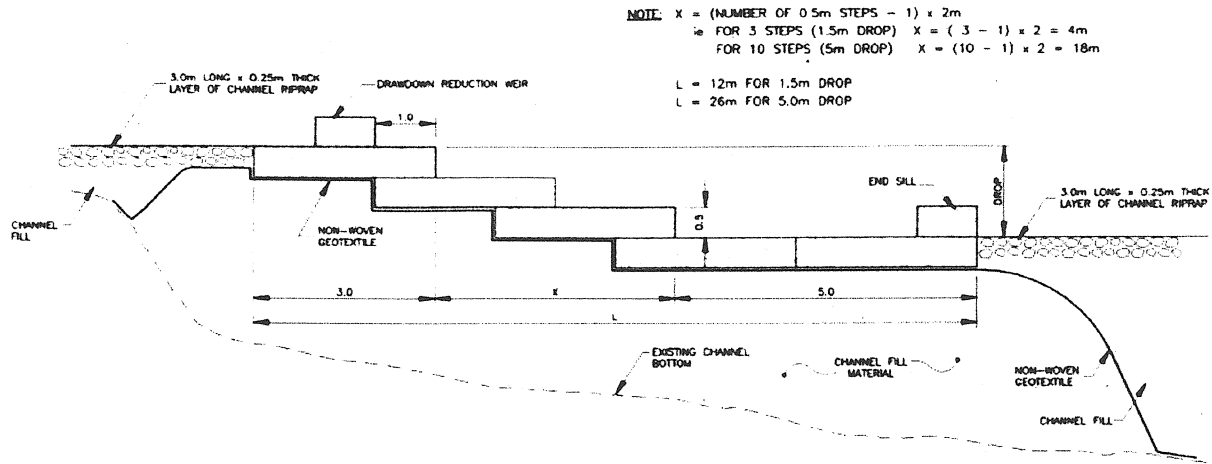 NOTE: X = (NUMBER OF 0.5m STEPS - 1) x 2m
ie FOR 3 STEPS (1.5m DROP) X = ( 3 - 1) x 2 = 4m
FOR 10 STEPS (5m DROP) X = (10 - 1) x 2 = 18m
L = 12m FOR 1.5m DROP
L = 26m FOR 5.0m DROP
3.0m LONG x 0.25m THICK
LAYER OF CHANNEL RIPRAP
DRAWDOWN REDUCTION WEIR
1.0
END SILL
DROP
3.0m LONG x 0.25m THICK
LAYER OF CHANNEL RIPRAP
CHANNEL
FILL
NON-WOVEN
GEOTEXTILE
0.5
3.0
X
5.0
L
EXISTING CHANNEL
BOTTOM
CHANNEL FILL
MATERIAL
NON-WOVEN
GEOTEXTILE
CHANNEL FILL